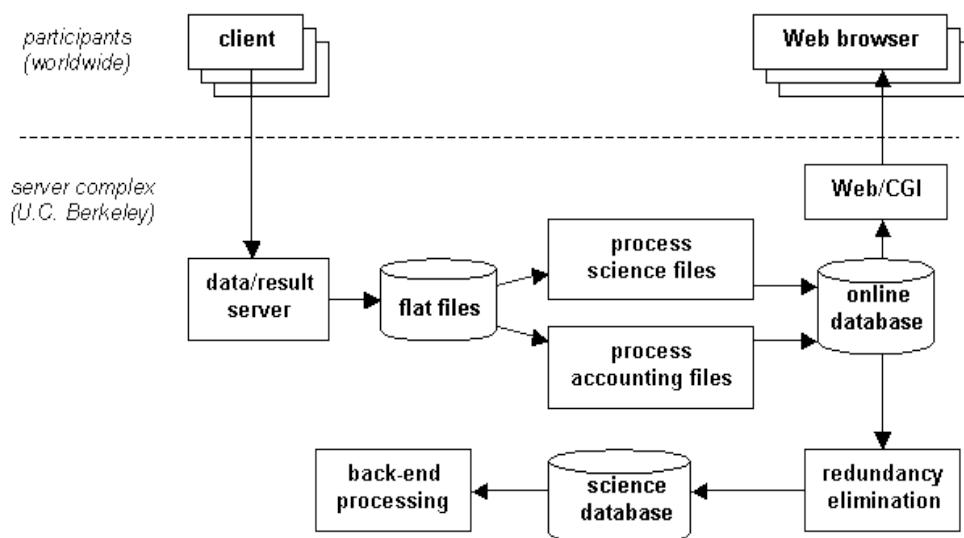 participants
(worldwide)
client
Web browser
server complex
(U.C. Berkeley)
Web/CGI
data/result
server
flat files
process
science files
process
accounting files
online
database
back-end
processing
science
database
redundancy
elimination